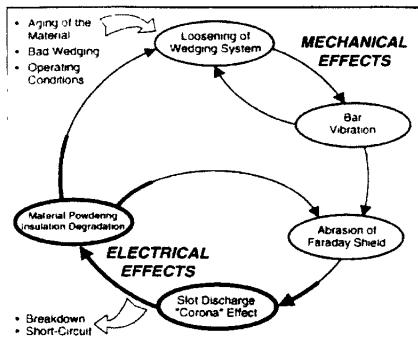 • Aging of the
Material
• Bad Wedging
• Operating
Conditions
Loosening of
Wedging System
MECHANICAL
EFFECTS
Bar
Vibration
Material Powdering
Insulation Degradation
Abrasion of
Faraday Shield
ELECTRICAL
EFFECTS
Slot Discharge
"Corona" Effect
• Breakdown
• Short-Circuit